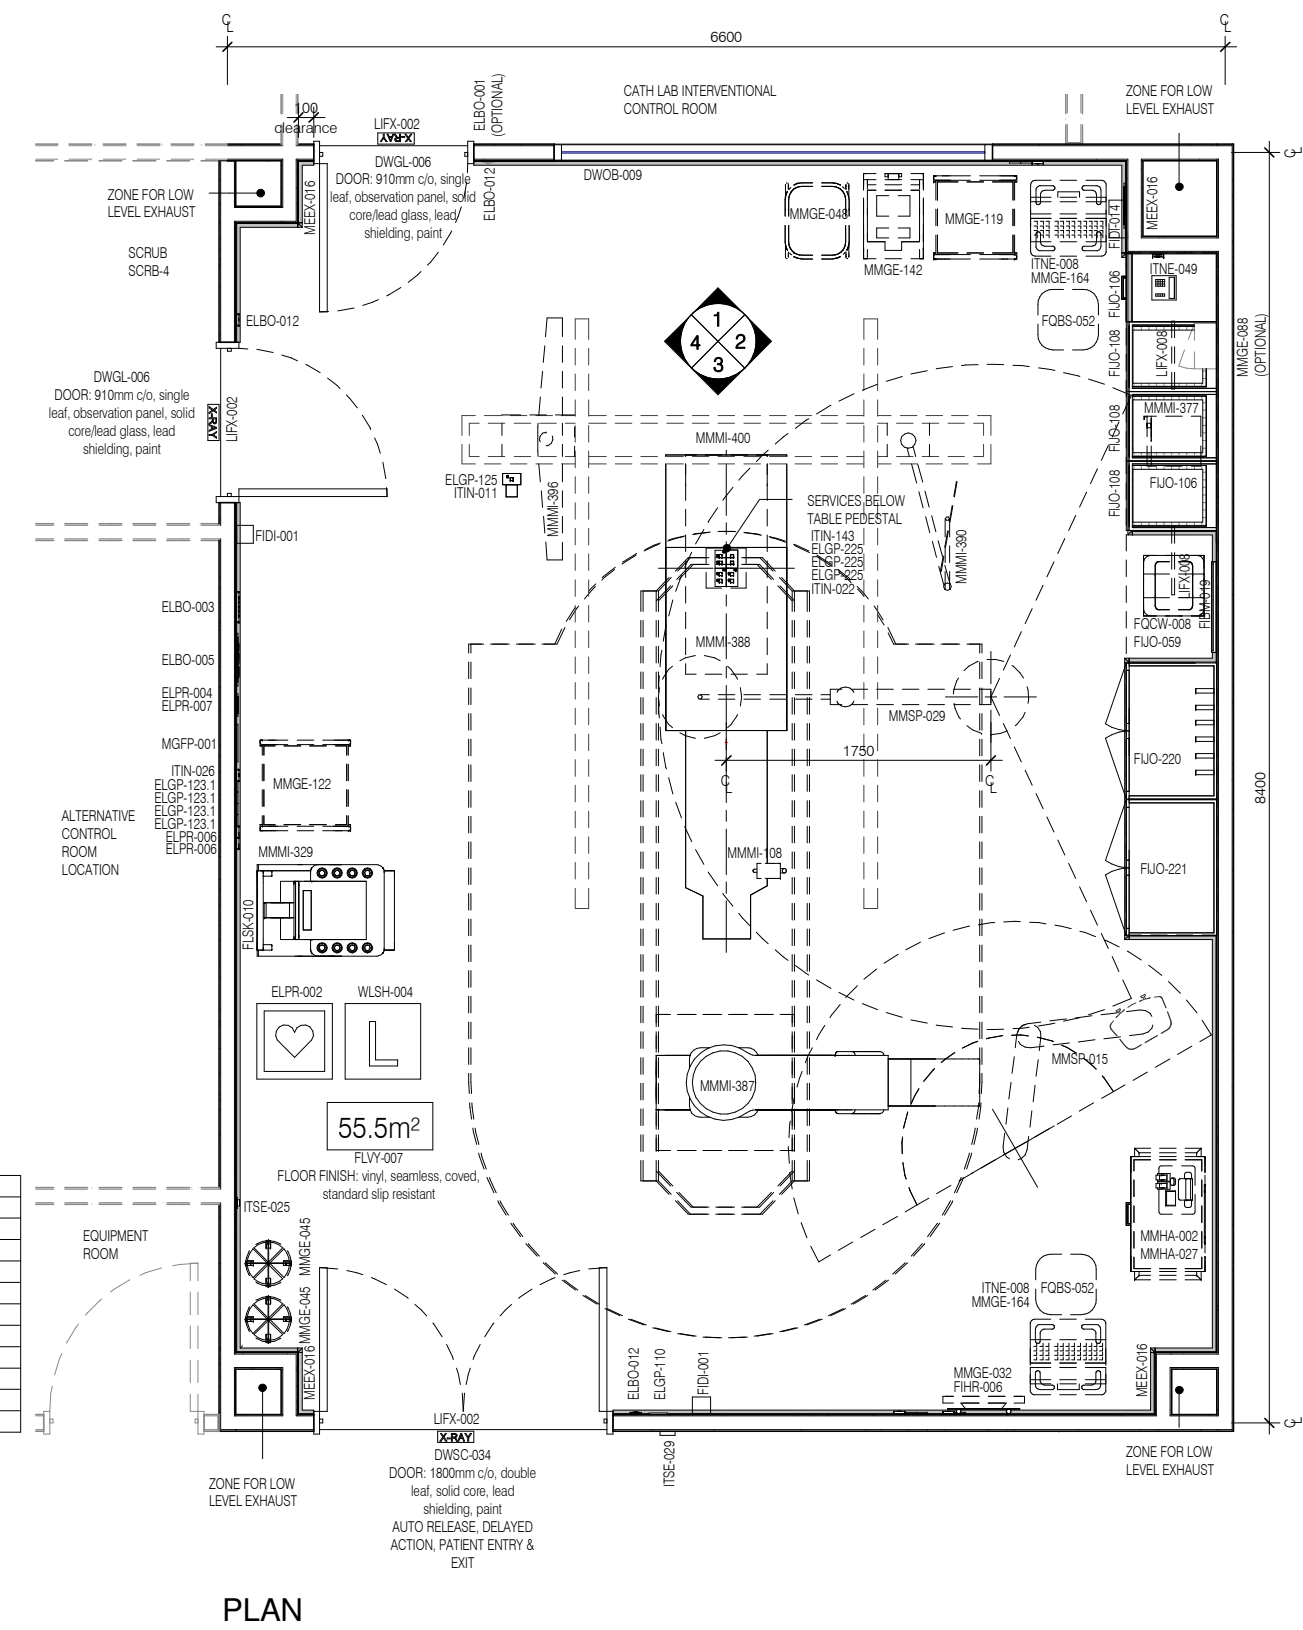 6600
CATH LAB INTERVENTIONAL
CONTROL ROOM
ELBO-001
(OPTIONAL)
ZONE FOR LOW
LEVEL EXHAUST
100
clearance
LIFX-002
X-RAY
DWGL-006
DOOR: 910mm c/o, single
leaf, observation panel, solid
core/lead glass, lead
shielding, paint
ELBO-012
DWOB-009
ZONE FOR LOW
LEVEL EXHAUST
MEEX-016
SCRUB
SCRB-4
MMGE-048
MMGE-142
MMGE-119
ITNE-008
MMGE-164
FQBS-052
FIDI-014
MEEX-016
ITNE-049
FIJO-106
FIJO-108
LIFX-008
MMGE-088
(OPTIONAL)
ELBO-012
1
2
3
4
DWGL-006
DOOR: 910mm c/o, single
leaf, observation panel, solid
core/lead glass, lead
shielding, paint
X-RAY
LIFX-002
MMMI-377
FIJO-108
MMMI-400
ELGP-125
ITIN-011
MMMI-396
FIJO-106
FIJO-108
SERVICES BELOW
TABLE PEDESTAL
ITIN-143
ELGP-225
ELGP-225
ELGP-225
ITIN-022
MMMI-390
FIDI-001
LIFX-008
FIBM-019
FQCW-008
FIJO-059
ELBO-003
ELBO-005
MMMI-388
ELPR-004
ELPR-007
MMSP-029
MGFP-001
1750
FIJO-220
ITIN-026
ELGP-123.1
ELGP-123.1
ELGP-123.1
ELGP-123.1
ELPR-006
ELPR-006
MMGE-122
8400
ALTERNATIVE
CONTROL
ROOM
LOCATION
MMMI-329
MMMI-108
FIJO-221
FLSK-010
ELPR-002
WLSH-004
L
MMMI-387
MMSP-015
55.5m²
FLVY-007
FLOOR FINISH: vinyl, seamless, coved,
standard slip resistant
ITSE-025
EQUIPMENT
ROOM
MMGE-045
MMGE-045
MMHA-002
MMHA-027
ITNE-008
MMGE-164
FQBS-052
MEEX-016
ELBO-012
ELGP-110
FIDI-001
MMGE-032
FIHR-006
MEEX-016
LIFX-002
X-RAY
DWSC-034
DOOR: 1800mm c/o, double
leaf, solid core, lead
shielding, paint
AUTO RELEASE, DELAYED
ACTION, PATIENT ENTRY &
EXIT
ITSE-029
ZONE FOR LOW
LEVEL EXHAUST
ZONE FOR LOW
LEVEL EXHAUST
PLAN